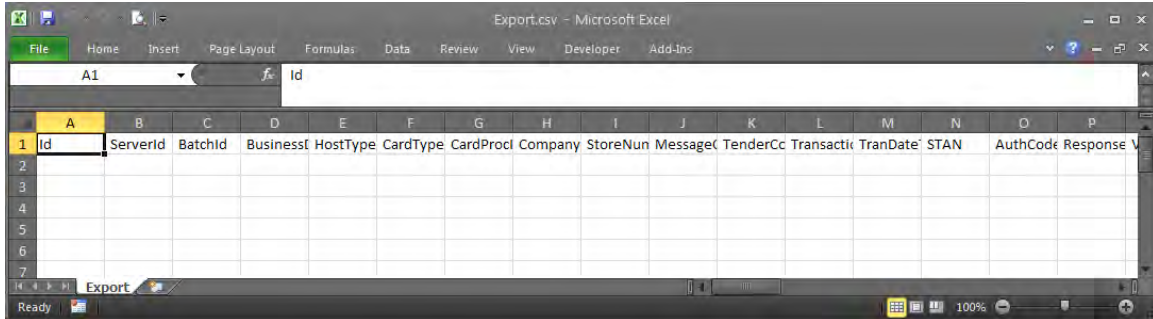 Export.csv - Microsoft Excel
File Home Insert Page Layout Formulas Data Review View Developer Add-Ins
A1 fx Id
A B C D E F G H I J K L M N O P
1 Id ServerId BatchId BusinessD HostType CardType CardProcl Company StoreNun Message( TenderCc Transactic TranDate STAN AuthCode Response V
2
3
4
5
6
7
Export
Ready 100%